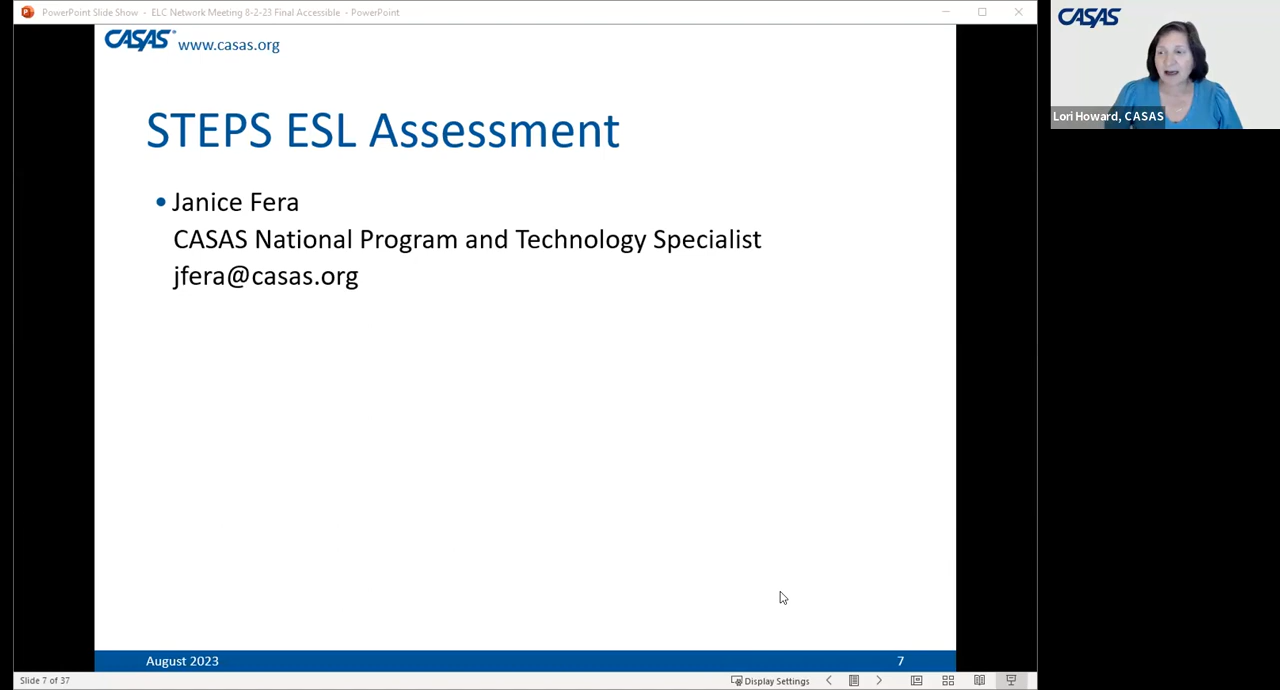 PowerPoint Slide Show - ELC Network Meeting 8-2-23 Final Accessible - PowerPoint
CASAS www.casas.org
STEPS ESL Assessment
• Janice Fera
CASAS National Program and Technology Specialist
jfera@casas.org
August 2023 7
Slide 7 of 37 Display Settings
CASAS
Lori Howard, CASAS